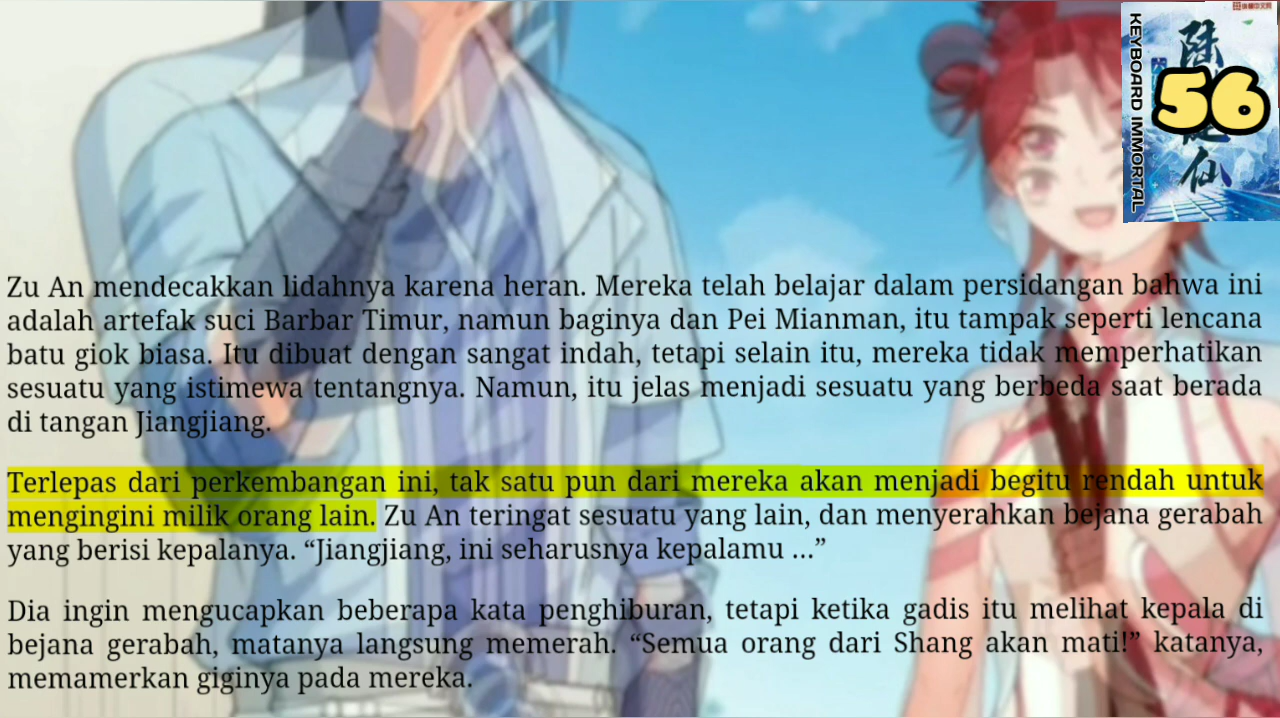 KEYBOARD IMMORTAL
56
仙
Zu An mendecakkan lidahnya karena heran. Mereka telah belajar dalam persidangan bahwa ini
adalah artefak suci Barbar Timur, namun baginya dan Pei Mianman, itu tampak seperti lencana
batu giok biasa. Itu dibuat dengan sangat indah, tetapi selain itu, mereka tidak memperhatikan
sesuatu yang istimewa tentangnya. Namun, itu jelas menjadi sesuatu yang berbeda saat berada
di tangan Jiangjiang.
Terlepas dari perkembangan ini, tak satu pun dari mereka akan menjadi begitu rendah untuk
mengingini milik orang lain. Zu An teringat sesuatu yang lain, dan menyerahkan bejana gerabah
yang berisi kepalanya. “Jiangjiang, ini seharusnya kepalamu ...”
Dia ingin mengucapkan beberapa kata penghiburan, tetapi ketika gadis itu melihat kepala di
bejana gerabah, matanya langsung memerah. “Semua orang dari Shang akan mati!” katanya,
memamerkan giginya pada mereka.